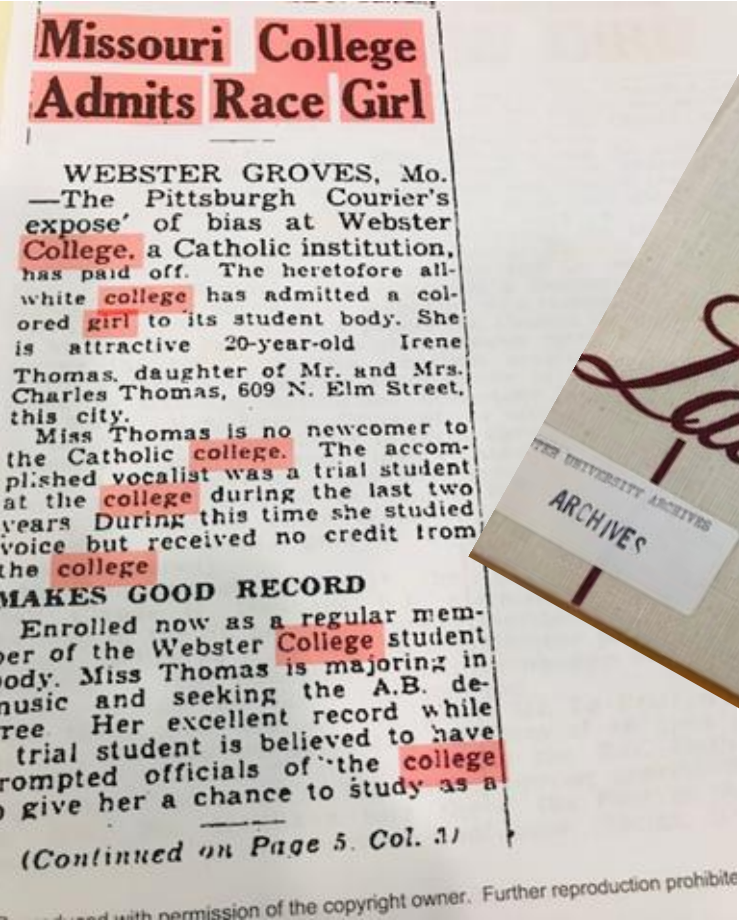 Missouri College
Admits Race Girl
WEBSTER GROVES, Mo.
—The Pittsburgh Courier's
expose' of bias at Webster
College, a Catholic institution,
has paid off. The heretofore all-
white college has admitted a col-
ored girl to its student body. She
is attractive 20-year-old Irene
Thomas, daughter of Mr. and Mrs.
Charles Thomas, 609 N. Elm Street,
this city.
Miss Thomas is no newcomer to
the Catholic college. The accom-
plished vocalist was a trial student
at the college during the last two
years During this time she studied
voice but received no credit from
the college
MAKES GOOD RECORD
Enrolled now as a regular mem-
ber of the Webster College student
body. Miss Thomas is majoring in
music and seeking the A.B. de-
ree Her excellent record while
trial student is believed to have
rompted officials of the college
o give her a chance to study as a
(Continued on Page 5, Col. 1)
with permission of the copyright owner. Further reproduction prohibite
La
TER UNIVERSITY ARCHIVES
ARCHIVES